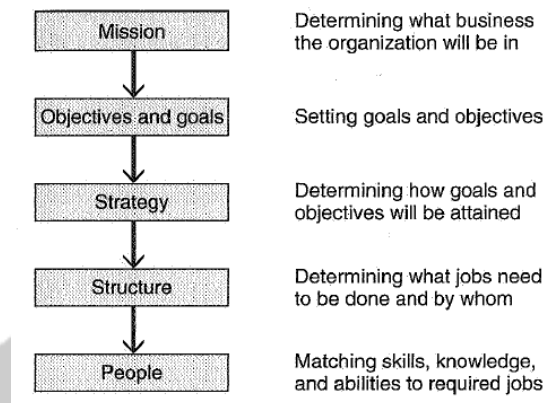 Mission
Determining what business
the organization will be in
Objectives and goals
Setting goals and objectives
Strategy
Determining how goals and
objectives will be attained
Structure
Determining what jobs need
to be done and by whom
People
Matching skills, knowledge,
and abilities to required jobs